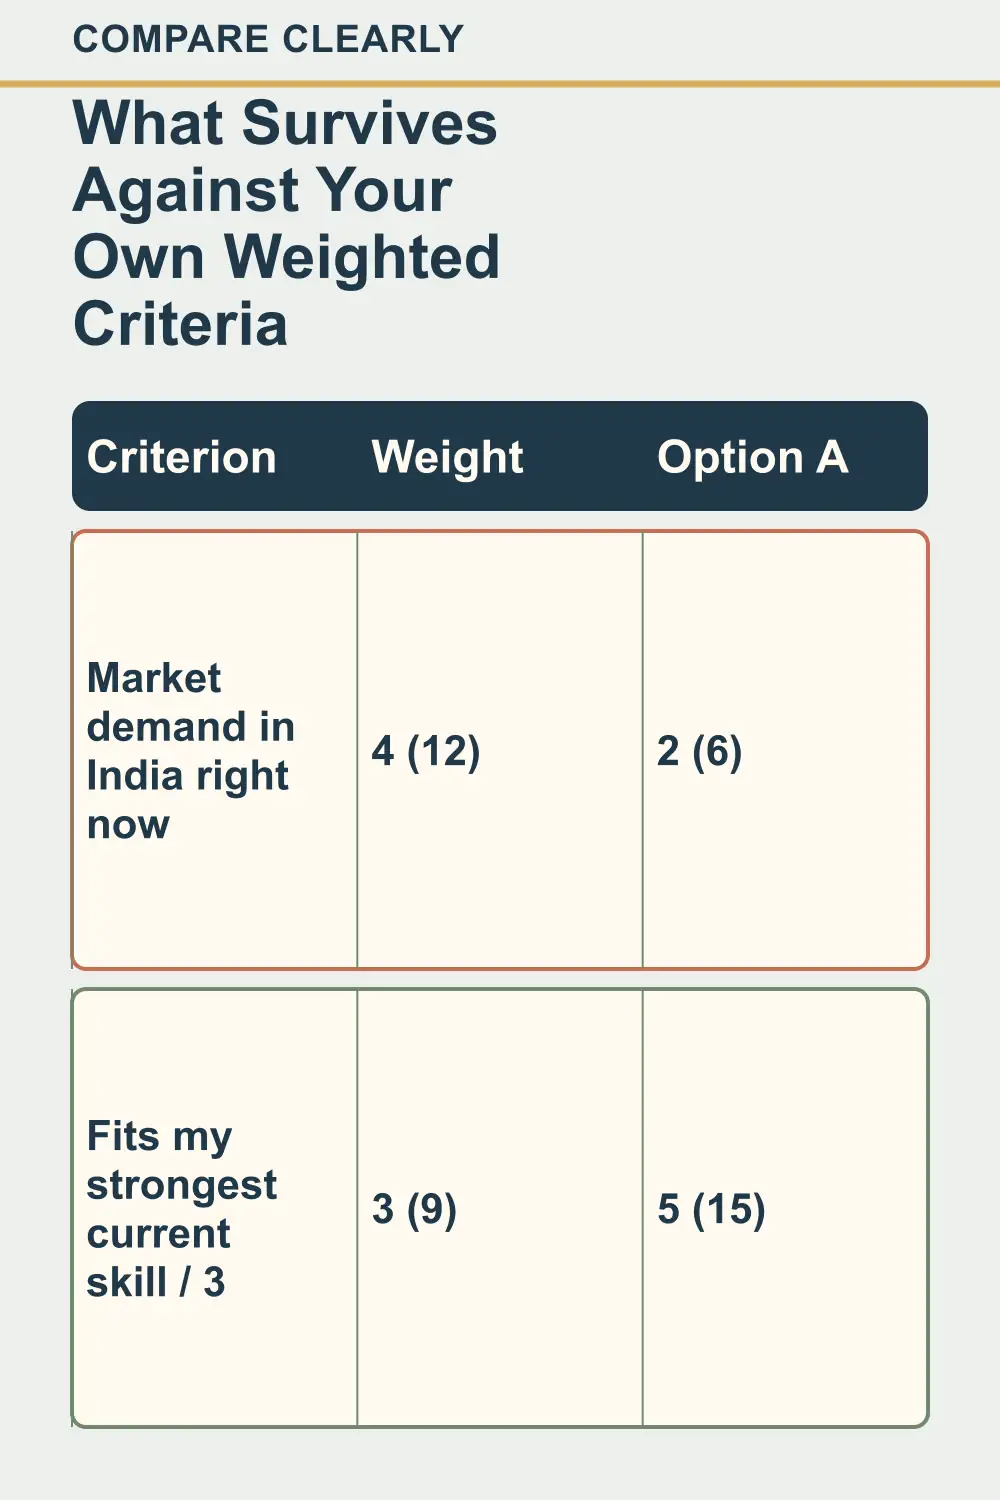 COMPARE CLEARLY
What Survives
Against Your
Own Weighted
Criteria
Criterion Weight Option A
Market
demand in
India right
now
4 (12) 2 (6)
Fits my
strongest
current
skill / 3
3 (9) 5 (15)